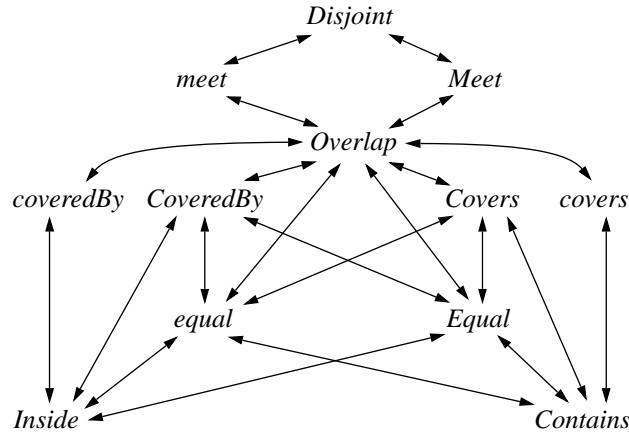 Disjoint
meet Meet
Overlap
coveredBy CoveredBy Covers covers
equal Equal
Inside Contains